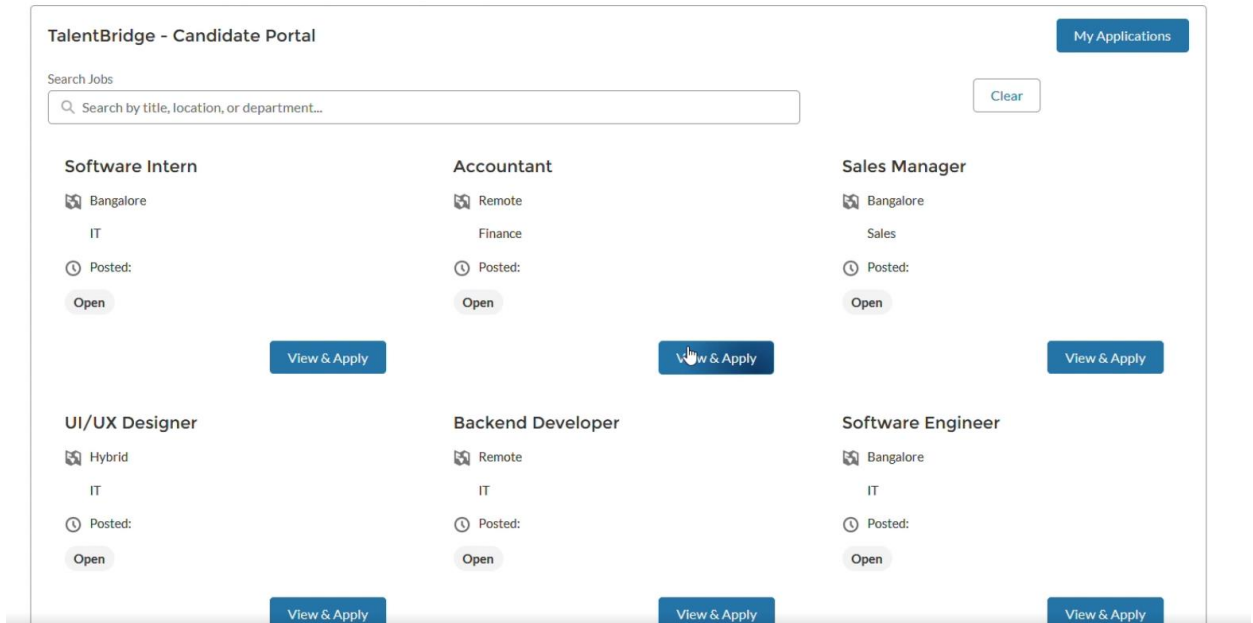 TalentBridge - Candidate Portal
My Applications
Search Jobs
Search by title, location, or department...
Clear
Software Intern
Bangalore
IT
Posted:
Open
View & Apply
Accountant
Remote
Finance
Posted:
Open
View & Apply
Sales Manager
Bangalore
Sales
Posted:
Open
View & Apply
UI/UX Designer
Hybrid
IT
Posted:
Open
View & Apply
Backend Developer
Remote
IT
Posted:
Open
View & Apply
Software Engineer
Bangalore
IT
Posted:
Open
View & Apply